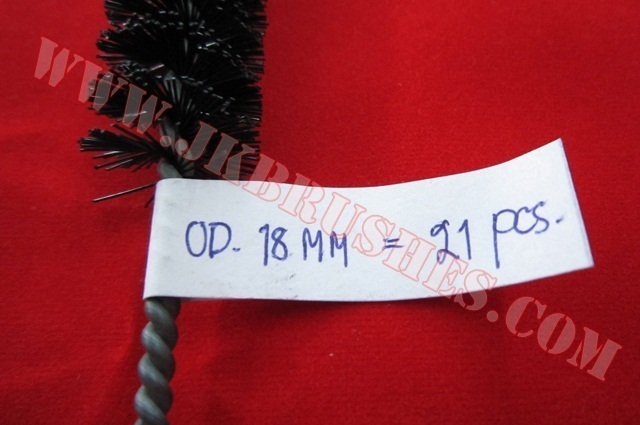 WWW.JKBRUSHES.COM
OD. 18 MM = 21 pcs.